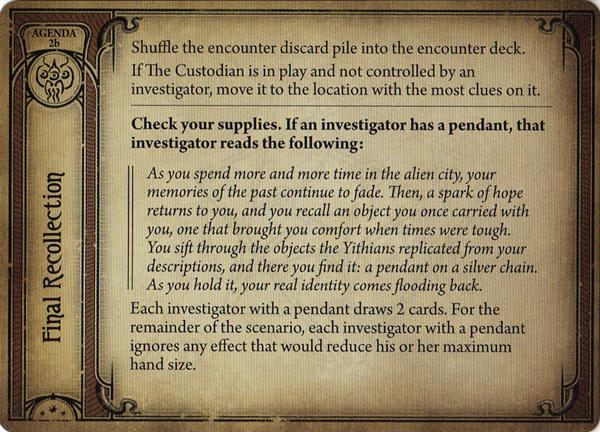 AGENDA
2b
Final Recollection
Shuffle the encounter discard pile into the encounter deck.
If The Custodian is in play and not controlled by an
investigator, move it to the location with the most clues on it.
Check your supplies. If an investigator has a pendant, that
investigator reads the following:
As you spend more and more time in the alien city, your
memories of the past continue to fade. Then, a spark of hope
returns to you, and you recall an object you once carried with
you, one that brought you comfort when times were tough.
You sift through the objects the Yithians replicated from your
descriptions, and there you find it: a pendant on a silver chain.
As you hold it, your real identity comes flooding back.
Each investigator with a pendant draws 2 cards. For the
remainder of the scenario, each investigator with a pendant
ignores any effect that would reduce his or her maximum
hand size.